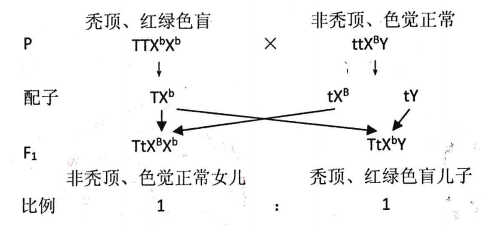 秃顶、红绿色盲 非秃顶、色觉正常
P TTXᵇXᵇ × ttXᴮY
配子 TXᵇ tXᴮ tY
F₁ TtXᴮXᵇ TtXᵇY
非秃顶、色觉正常女儿 秃顶、红绿色盲儿子
比例 1 : 1